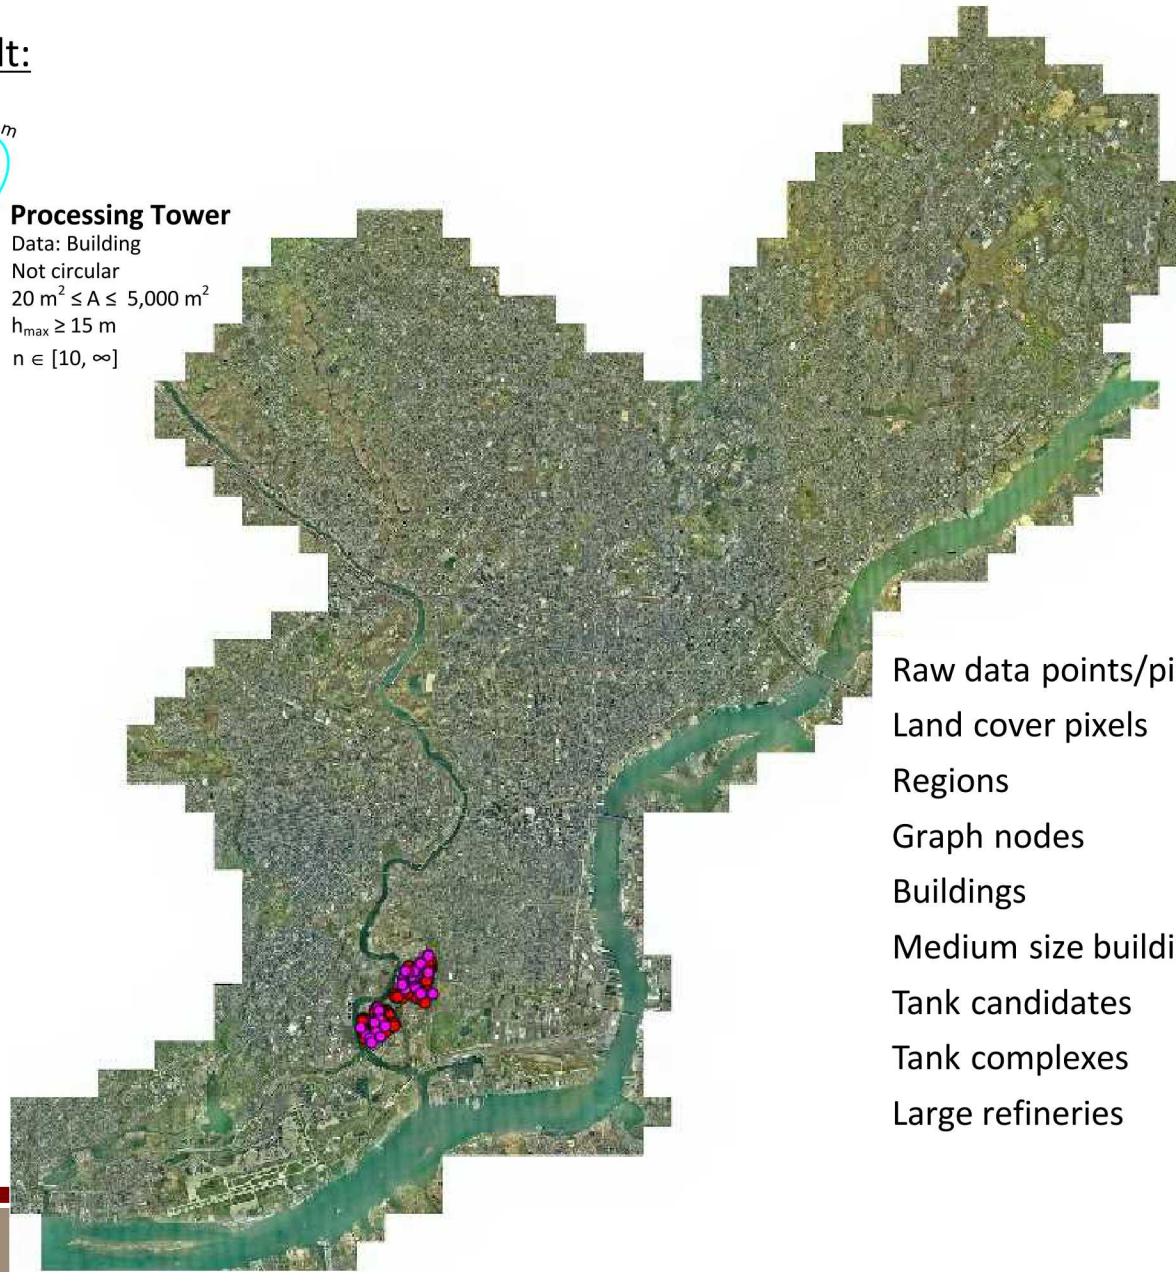 lt:
m
Processing Tower
Data: Building
Not circular
20 m² ≤ A ≤ 5,000 m²
hmax ≥ 15 m
n ∈ [10, ∞]
Raw data points/pi
Land cover pixels
Regions
Graph nodes
Buildings
Medium size buildi
Tank candidates
Tank complexes
Large refineries